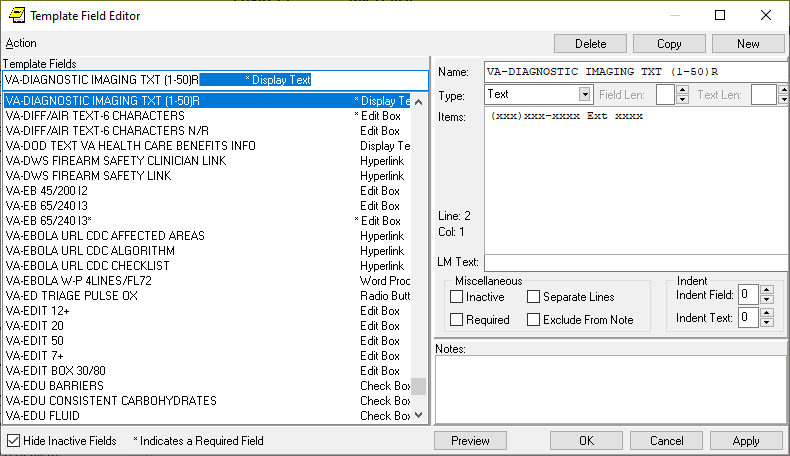 Template Field Editor
Action
Delete Copy New
Template Fields
VA-DIAGNOSTIC IMAGING TXT (1-50)R * Display Text
VA-DIAGNOSTIC IMAGING TXT (1-50)R * Display Te
VA-DIFF/AIR TEXT-6 CHARACTERS * Edit Box
VA-DIFF/AIR TEXT-6 CHARACTERS N/R Edit Box
VA-DOD TEXT VA HEALTH CARE BENEFITS INFO Display Te
VA-DWS FIREARM SAFETY CLINICIAN LINK Hyperlink
VA-DWS FIREARM SAFETY LINK Hyperlink
VA-EB 45/200 I2 Edit Box
VA-EB 65/240 I3 Edit Box
VA-EB 65/240 I3* * Edit Box
VA-EBOLA URL CDC AFFECTED AREAS Hyperlink
VA-EBOLA URL CDC ALGORITHM Hyperlink
VA-EBOLA URL CDC CHECKLIST Hyperlink
VA-EBOLA W-P 4LINES/FL72 Word Proc
VA-ED TRIAGE PULSE OX Radio Butt
VA-EDIT 12+ Edit Box
VA-EDIT 20 Edit Box
VA-EDIT 50 Edit Box
VA-EDIT 7+ Edit Box
VA-EDIT BOX 30/80 Edit Box
VA-EDU BARRIERS Check Box
VA-EDU CONSISTENT CARBOHYDRATES Check Box
VA-EDU FLUID Check Box
Hide Inactive Fields * Indicates a Required Field
Name: VA-DIAGNOSTIC IMAGING TXT (1-50)R
Type: Text Field Len: Text Len:
Items: (xxx)xxx-xxxx Ext xxxx
Line: 2
Col: 1
LM Text:
Miscellaneous
Inactive Separate Lines
Required Exclude From Note
Indent
Indent Field: 0
Indent Text: 0
Notes:
Preview OK Cancel Apply